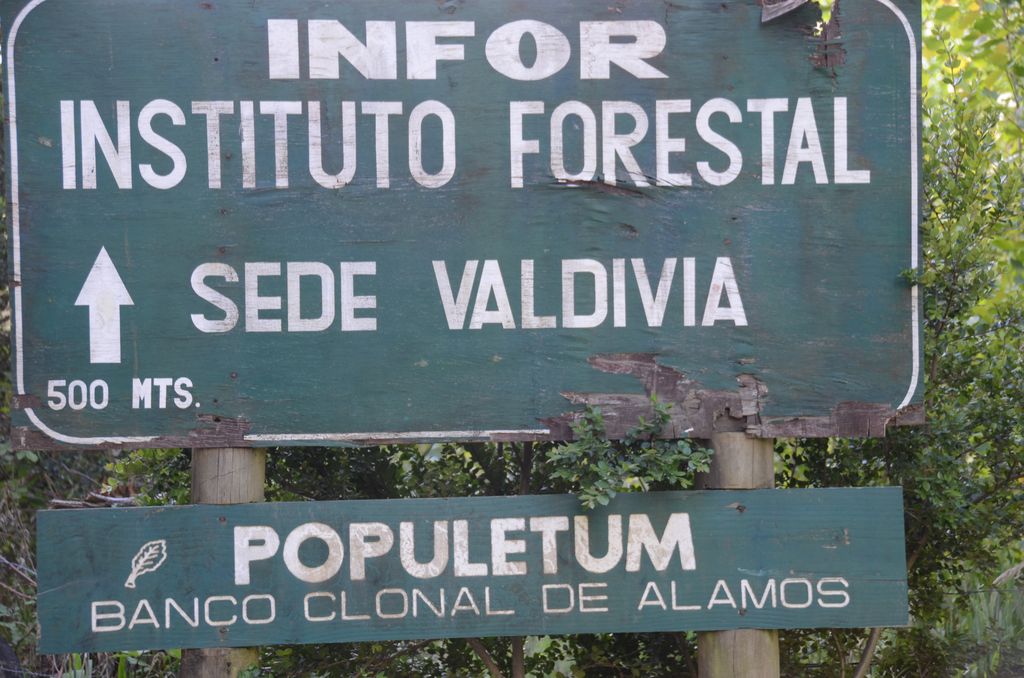 INFOR
INSTITUTO FORESTAL
SEDE VALDIVIA
500 MTS.
POPULETUM
BANCO CLONAL DE ALAMOS